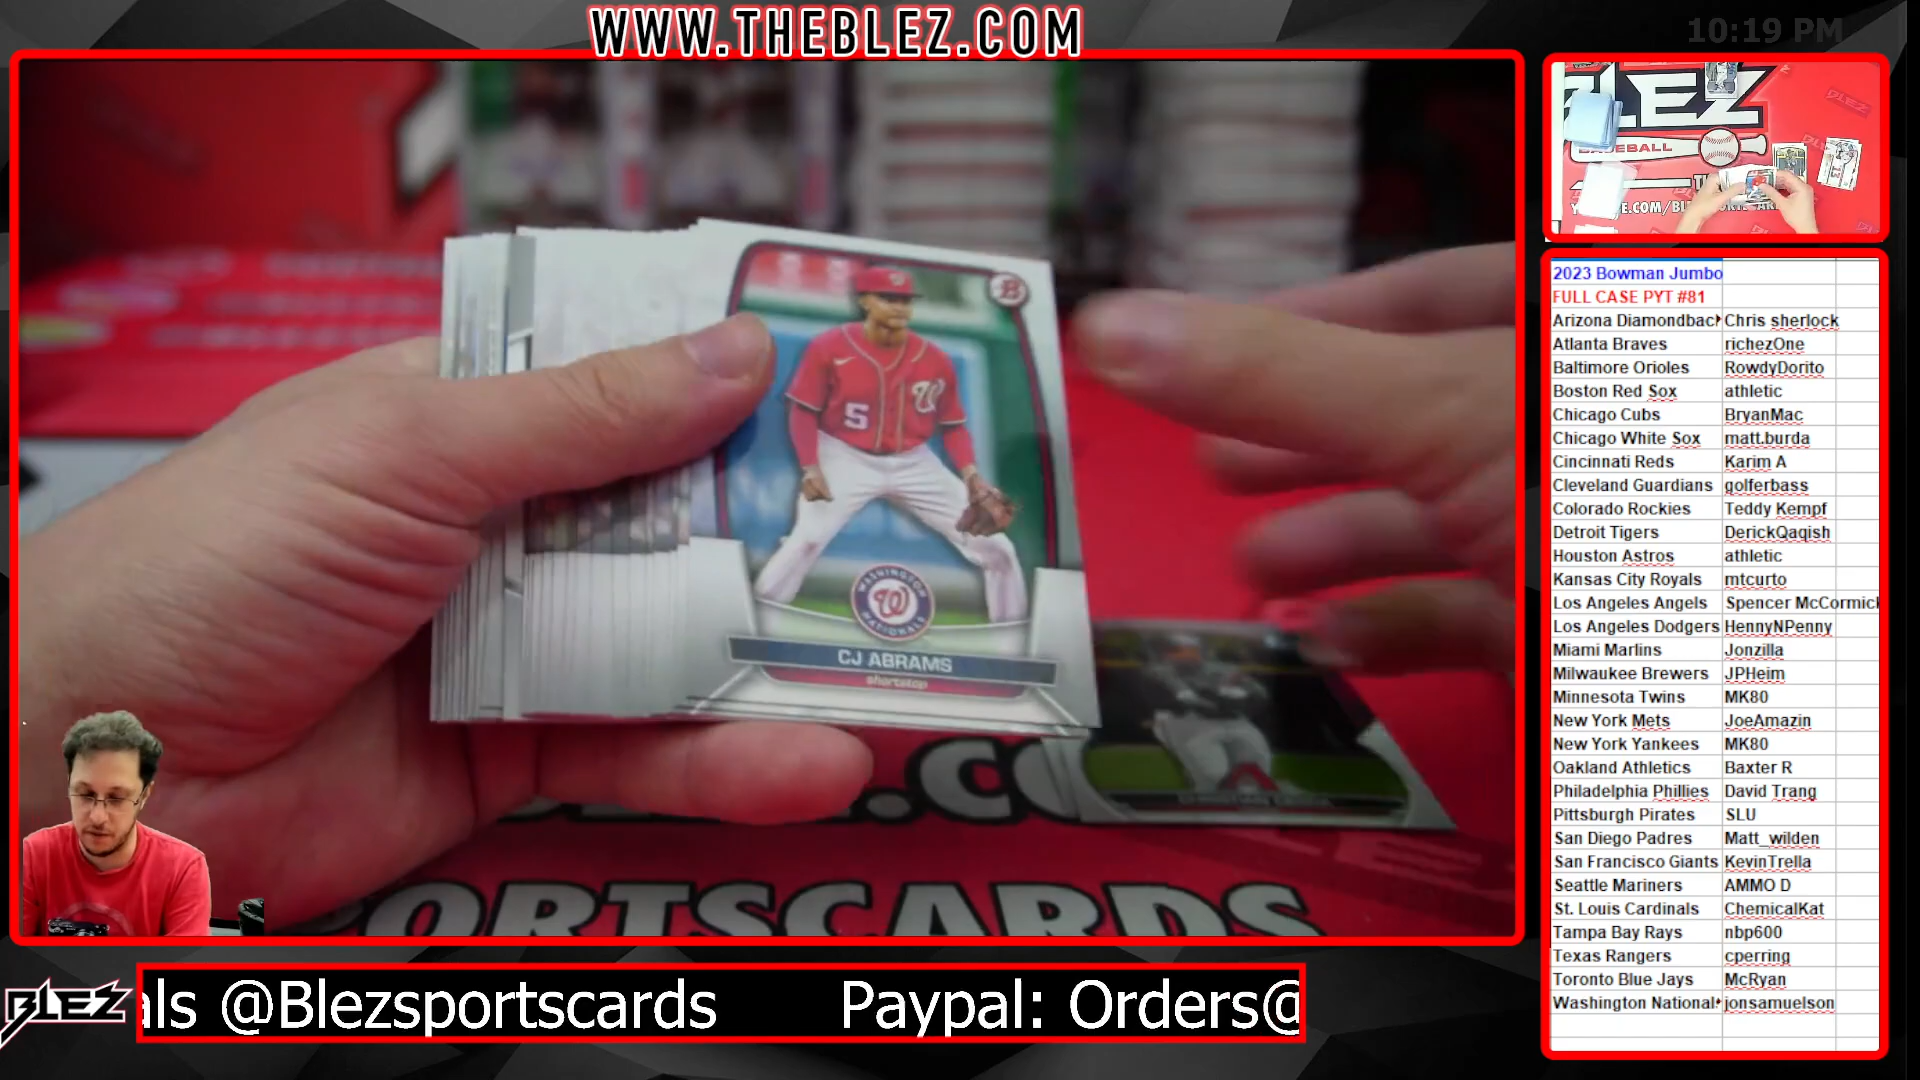 WWW.THEBLEZ.COM
10:19 PM
BLEZ
BASEBALL
2023 Bowman Jumbo
FULL CASE PYT #81
Arizona Diamondbac Chris sherlock
Atlanta Braves richezOne
Baltimore Orioles RowdyDorito
Boston Red Sox athletic
Chicago Cubs BryanMac
Chicago White Sox matt.burda
Cincinnati Reds Karim A
Cleveland Guardians golferbass
Colorado Rockies Teddy Kempf
Detroit Tigers DerickQaqish
Houston Astros athletic
Kansas City Royals mtcurto
Los Angeles Angels Spencer McCormick
Los Angeles Dodgers HennyNPenny
Miami Marlins Jonzilla
Milwaukee Brewers JPHeim
Minnesota Twins MK80
New York Mets JoeAmazin
New York Yankees MK80
Oakland Athletics Baxter R
Philadelphia Phillies David Trang
Pittsburgh Pirates SLU
San Diego Padres Matt_wilden
San Francisco Giants KevinTrella
Seattle Mariners AMMO D
St. Louis Cardinals ChemicalKat
Tampa Bay Rays nbp600
Texas Rangers cperring
Toronto Blue Jays McRyan
Washington National jonsamuelson
B
W
5
WASHINGTON
W
NATIONALS
CJ ABRAMS
shortstop
ORTSCARDS
BLEZ
als @Blezsportscards Paypal: Orders@